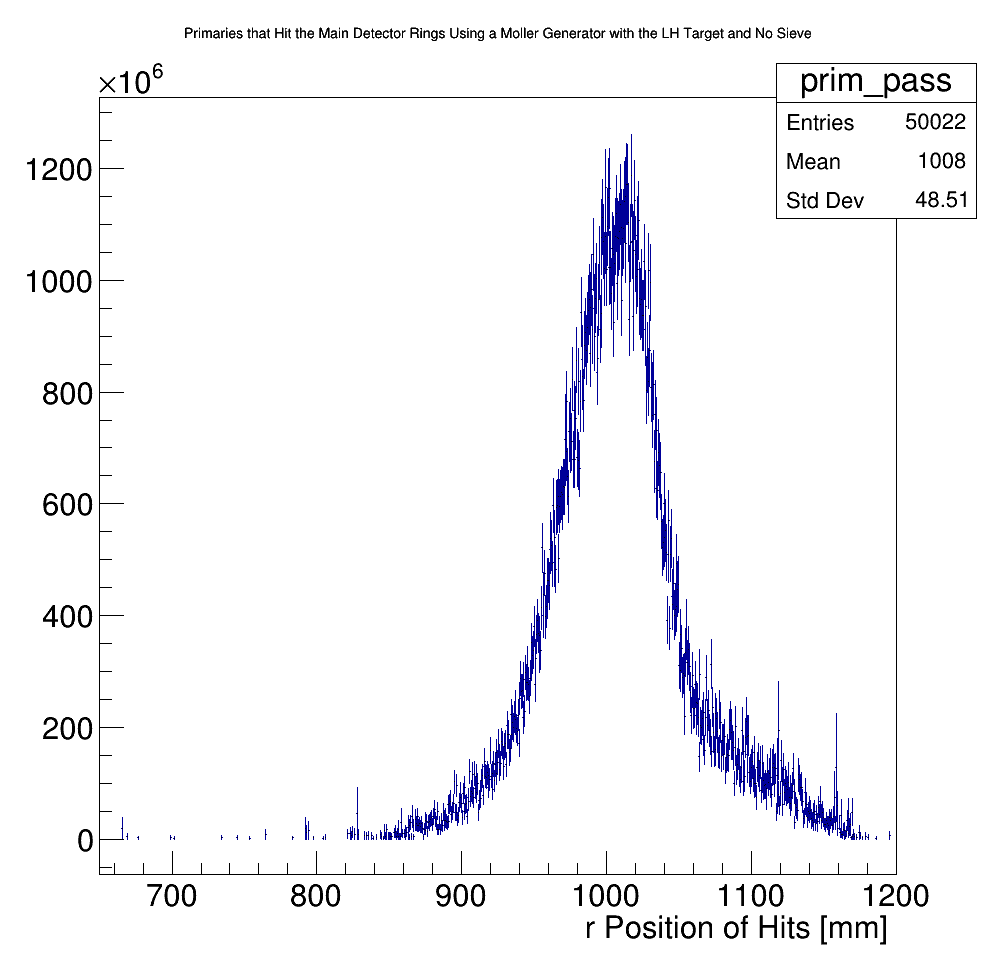 Primaries that Hit the Main Detector Rings Using a Moller Generator with the LH Target and No Sieve
×10⁶
prim_pass
Entries 50022
Mean 1008
Std Dev 48.51
1200
1000
800
600
400
200
0
700 800 900 1000 1100 1200
r Position of Hits [mm]